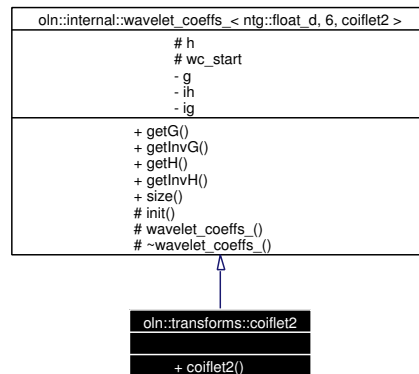 oln::internal::wavelet_coeffs_< ntg::float_d, 6, coiflet2 >
# h
# wc_start
- g
- ih
- ig
+ getG()
+ getInvG()
+ getH()
+ getInvH()
+ size()
# init()
# wavelet_coeffs_()
# ~wavelet_coeffs_()
oln::transforms::coiflet2
+ coiflet2()